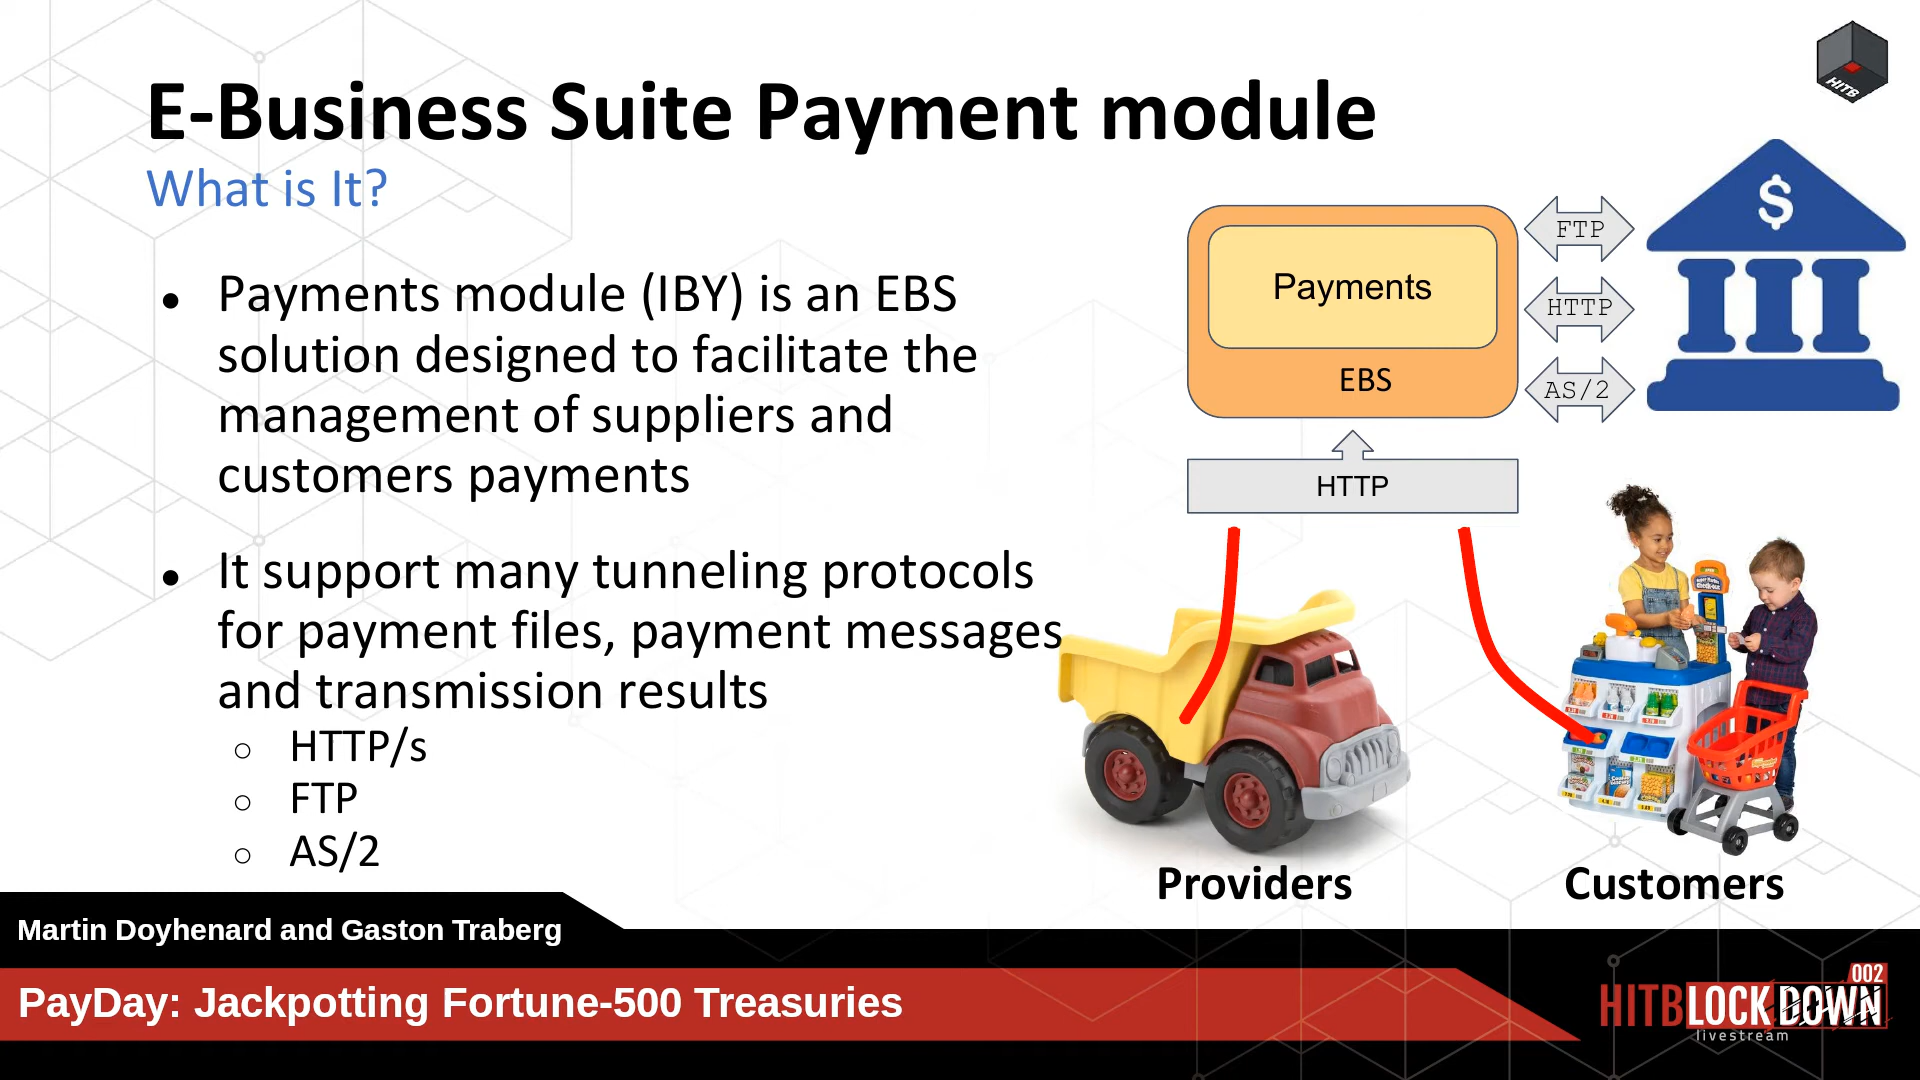 HITB
E-Business Suite Payment module
What is It?
● Payments module (IBY) is an EBS
solution designed to facilitate the
management of suppliers and
customers payments
● It support many tunneling protocols
for payment files, payment messages
and transmission results
○ HTTP/s
○ FTP
○ AS/2
Payments
EBS
FTP
HTTP
AS/2
$
HTTP
Providers
Customers
Martin Doyhenard and Gaston Traberg
PayDay: Jackpotting Fortune-500 Treasuries
002
HITBLOCKDOWN
livestream